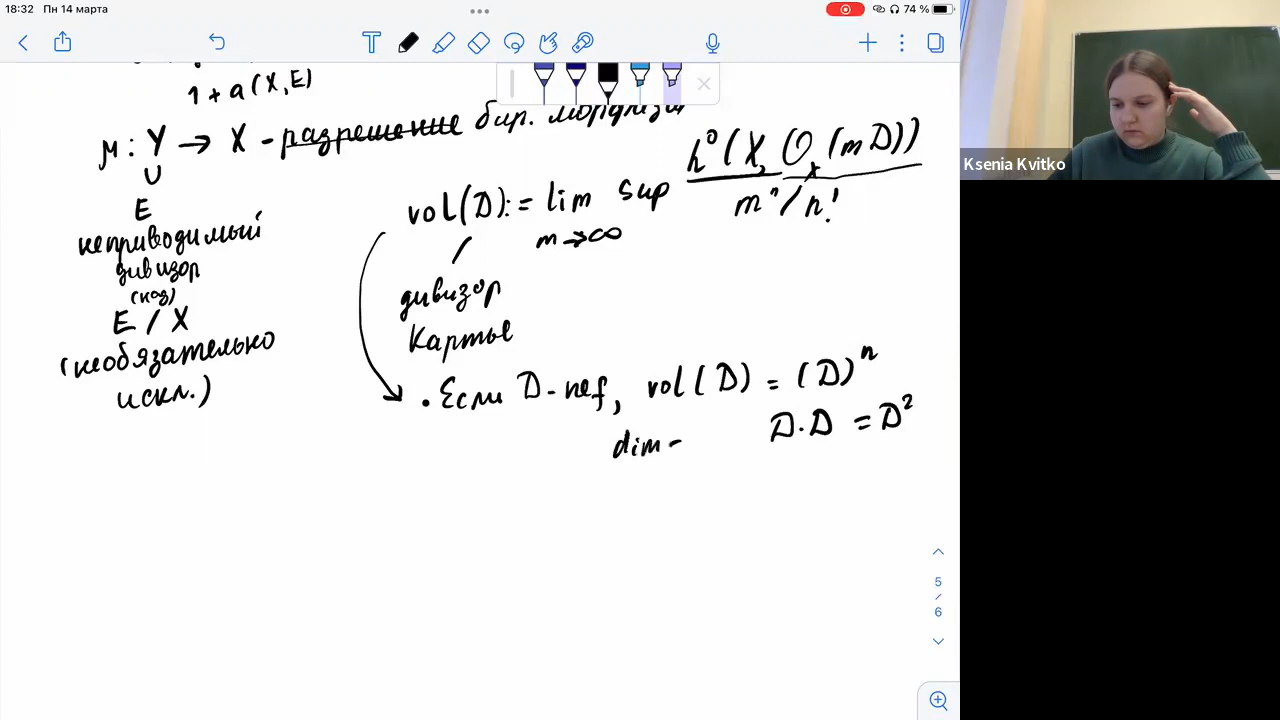 18:32 Пн 14 марта
74 %
1 + a(X, E)
μ: Y → X - разрешение бир. морфизм
∪
E
неприводимый
дивизор
(над)
E / X
(необязательно
искл.)
vol(D) := lim sup h⁰(X, O_X(mD)) / mⁿ/n!
m → ∞
дивизор
Картье
• Если D - nef, vol(D) = (D)ⁿ
dim = D·D = D²
5
/
6
Ksenia Kvitko